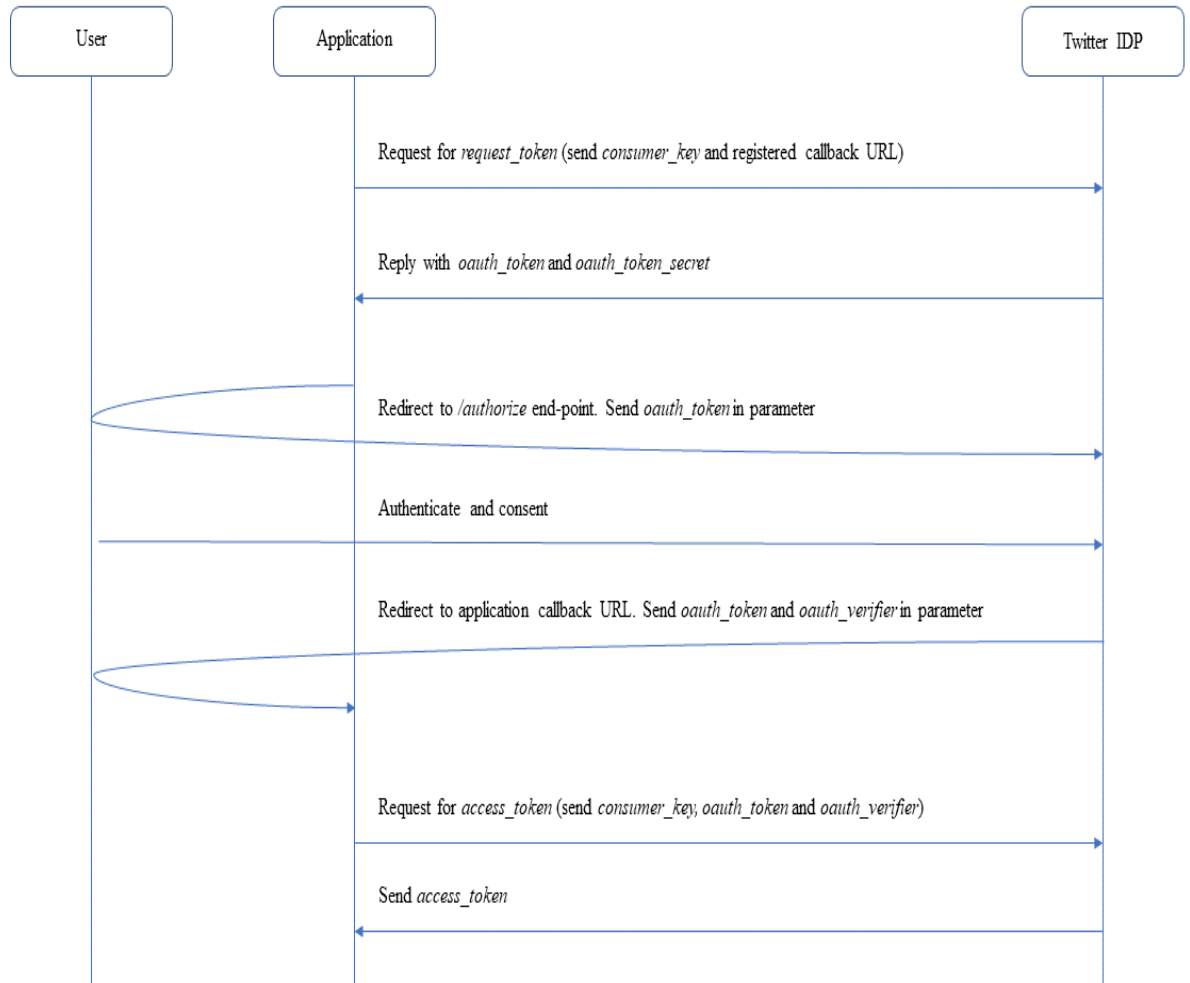 User
Application
Twitter IDP
Request for request_token (send consumer_key and registered callback URL)
Reply with oauth_token and oauth_token_secret
Redirect to /authorize end-point. Send oauth_token in parameter
Authenticate and consent
Redirect to application callback URL. Send oauth_token and oauth_verifier in parameter
Request for access_token (send consumer_key, oauth_token and oauth_verifier)
Send access_token